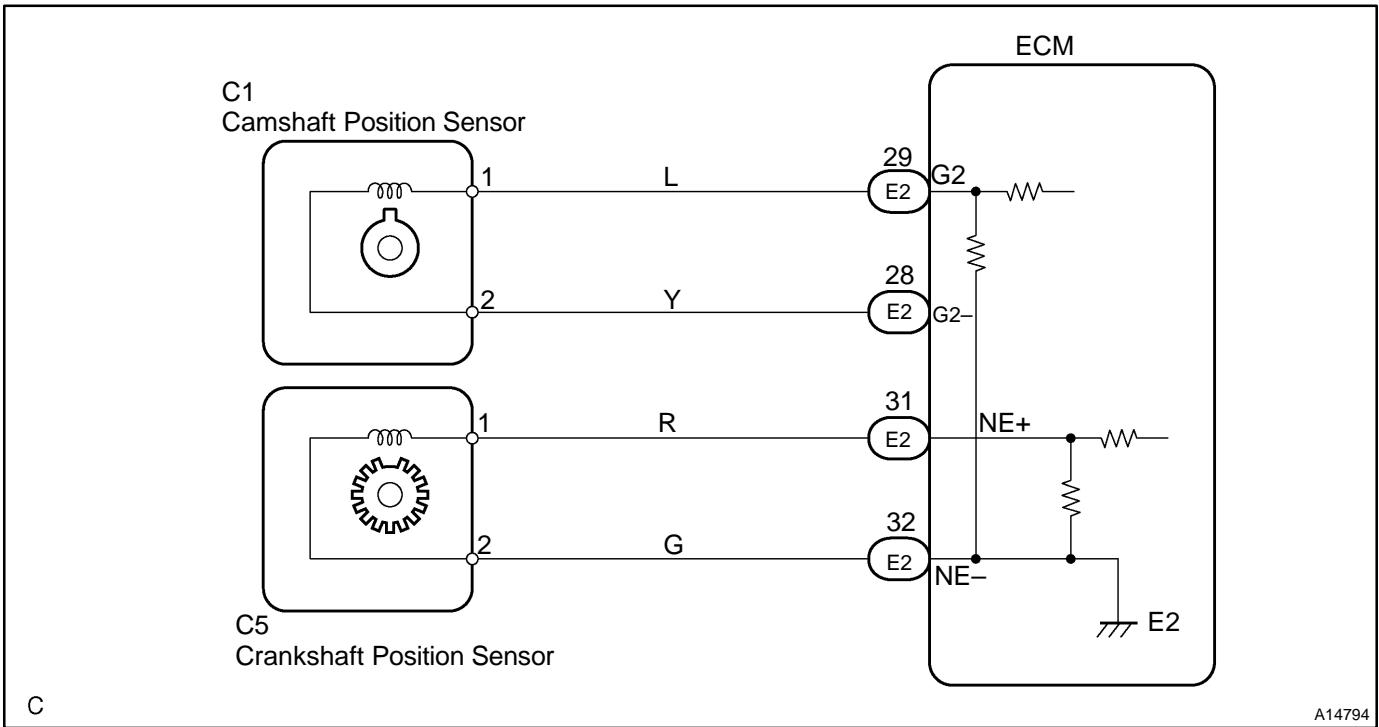 ECM
C1
Camshaft Position Sensor
1
L
29
E2
G2
2
Y
28
E2
G2–
1
R
31
E2
NE+
2
G
32
E2
NE–
E2
C5
Crankshaft Position Sensor
C
A14794